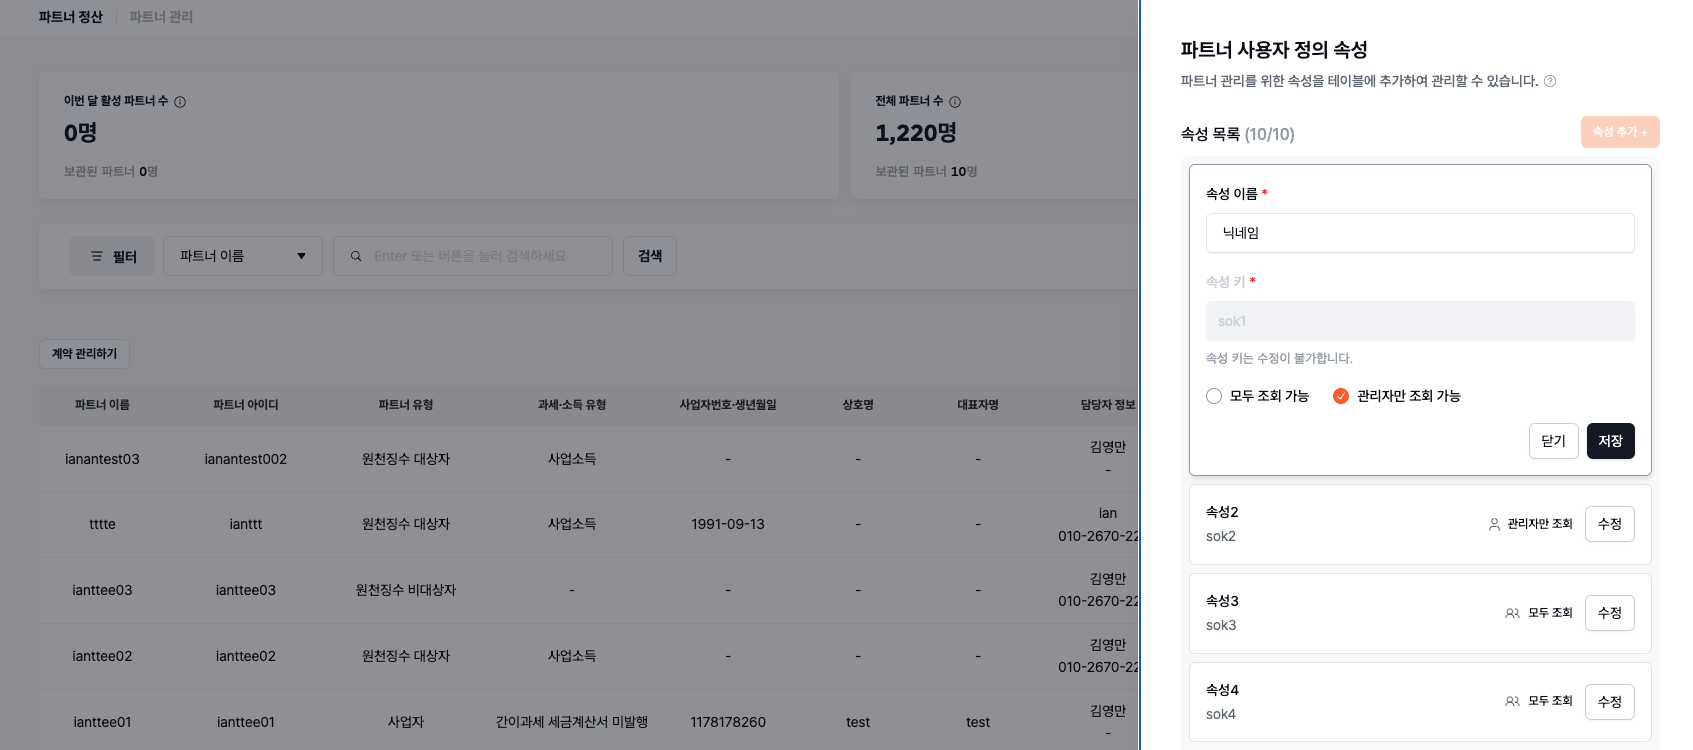 파트너 정산 파트너 관리
이번 달 활성 파트너 수
0명
보관된 파트너 0명
전체 파트너 수
1,220명
보관된 파트너 10명
필터 파트너 이름 Enter 또는 버튼을 눌러 검색하세요 검색
계약 관리하기
파트너 이름 파트너 아이디 파트너 유형 과세·소득 유형 사업자번호·생년월일 상호명 대표자명 담당자 정보
ianantest03 ianantest002 원천징수 대상자 사업소득 - - - 김영만
-
tttte ianttt 원천징수 대상자 사업소득 1991-09-13 - - ian
010-2670-22
ianttee03 ianttee03 원천징수 비대상자 - - - - 김영만
010-2670-22
ianttee02 ianttee02 원천징수 대상자 사업소득 - - - 김영만
010-2670-22
ianttee01 ianttee01 사업자 간이과세 세금계산서 미발행 1178178260 test test 김영만
-
파트너 사용자 정의 속성
파트너 관리를 위한 속성을 테이블에 추가하여 관리할 수 있습니다.
속성 목록 (10/10) 속성 추가 +
속성 이름 *
닉네임
속성 키 *
sok1
속성 키는 수정이 불가합니다.
모두 조회 가능 관리자만 조회 가능
닫기 저장
속성2
sok2
관리자만 조회 수정
속성3
sok3
모두 조회 수정
속성4
sok4
모두 조회 수정